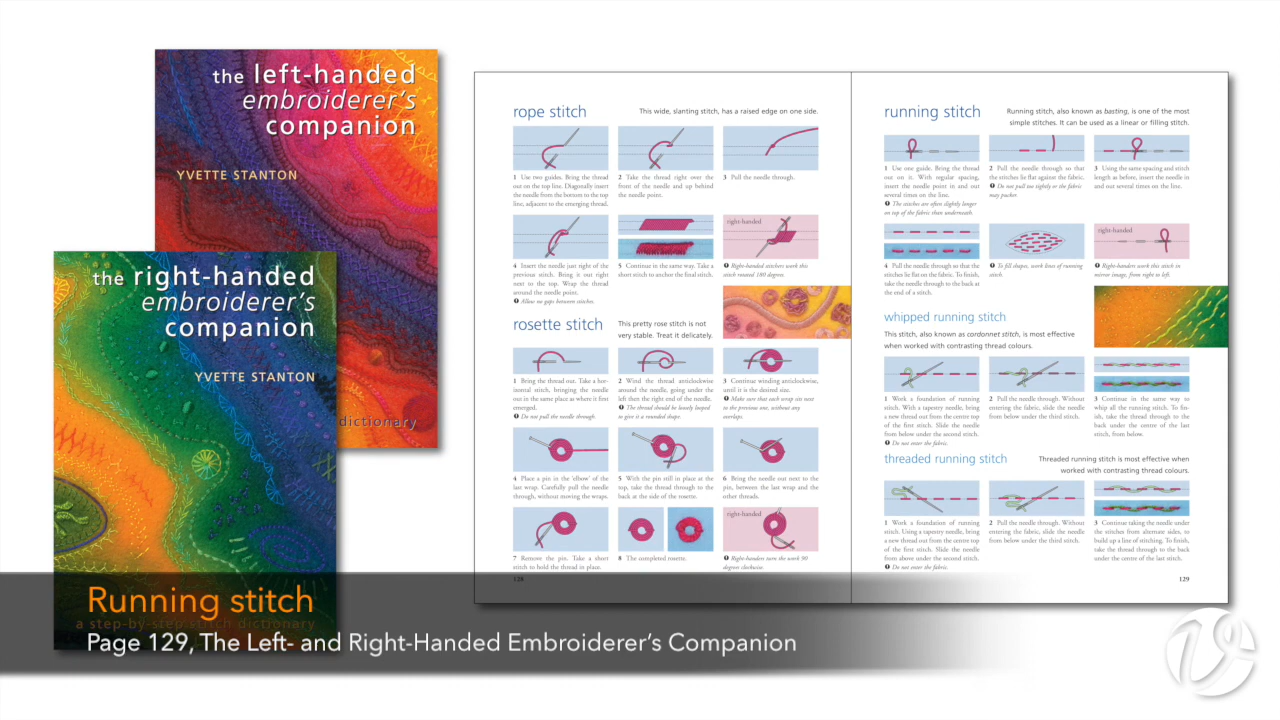 the left-handed
embroiderer's
companion
YVETTE STANTON
dictionary
the right-handed
embroiderer's
companion
YVETTE STANTON
a step-by-step stitch dictionary
rope stitch
This wide, slanting stitch, has a raised edge on one side.
1 Use two guides. Bring the thread
out on the top line. Diagonally insert
the needle from the bottom to the top
line, adjacent to the emerging thread.
2 Take the thread right over the
front of the needle and up behind
the needle point.
3 Pull the needle through.
right-handed
4 Insert the needle just right of the
previous stitch. Bring it out right
next to the top. Wrap the thread
around the needle point.
Allow no gaps between stitches.
5 Continue in the same way. Take a
short stitch to anchor the final stitch.
Right-handed stitchers work this
stitch rotated 180 degrees.
rosette stitch
This pretty rose stitch is not
very stable. Treat it delicately.
1 Bring the thread out. Take a hor-
izontal stitch, bringing the needle
out in the same place as where it first
emerged.
Do not pull the needle through.
2 Wind the thread anticlockwise
around the needle, going under the
left then the right end of the needle.
The thread should be loosely looped
to give it a rounded shape.
3 Continue winding anticlockwise,
until it is the desired size.
Make sure that each wrap sits next
to the previous one, without any
overlaps.
4 Place a pin in the 'elbow' of the
last wrap. Carefully pull the needle
through, without moving the wraps.
5 With the pin still in place at the
top, take the thread through to the
back at the side of the rosette.
6 Bring the needle out next to the
pin, between the last wrap and the
other threads.
right-handed
7 Remove the pin. Take a short
stitch to hold the thread in place.
8 The completed rosette.
Right-handers turn the work 90
degrees clockwise.
128
running stitch
Running stitch, also known as basting, is one of the most
simple stitches. It can be used as a linear or filling stitch.
1 Use one guide. Bring the thread
out on it. With regular spacing,
insert the needle point in and out
several times on the line.
The stitches are often slightly longer
on top of the fabric than underneath.
2 Pull the needle through so that
the stitches lie flat against the fabric.
Do not pull too tightly or the fabric
may pucker.
3 Using the same spacing and stitch
length as before, insert the needle in
and out several times on the line.
right-handed
4 Pull the needle through so that the
stitches lie flat on the fabric. To finish,
take the needle through to the back at
the end of a stitch.
To fill shapes, work lines of running
stitch.
Right-handers work this stitch in
mirror image, from right to left.
whipped running stitch
This stitch, also known as cordonnet stitch, is most effective
when worked with contrasting thread colours.
1 Work a foundation of running
stitch. With a tapestry needle, bring
a new thread out from the centre top
of the first stitch. Slide the needle
from below under the second stitch.
Do not enter the fabric.
2 Pull the needle through. Without
entering the fabric, slide the needle
from below under the third stitch.
3 Continue in the same way to
whip all the running stitch. To fin-
ish, take the thread through to the
back under the centre of the last
stitch, from below.
threaded running stitch
Threaded running stitch is most effective when
worked with contrasting thread colours.
1 Work a foundation of running
stitch. Using a tapestry needle, bring
a new thread out from the centre top
of the first stitch. Slide the needle
from above under the second stitch.
Do not enter the fabric.
2 Pull the needle through. Without
entering the fabric, slide the needle
from below under the third stitch.
3 Continue taking the needle under
the stitches from alternate sides, to
build up a line of stitching. To finish,
take the thread through to the back
under the centre of the last stitch.
129
Running stitch
Page 129, The Left- and Right-Handed Embroiderer's Companion